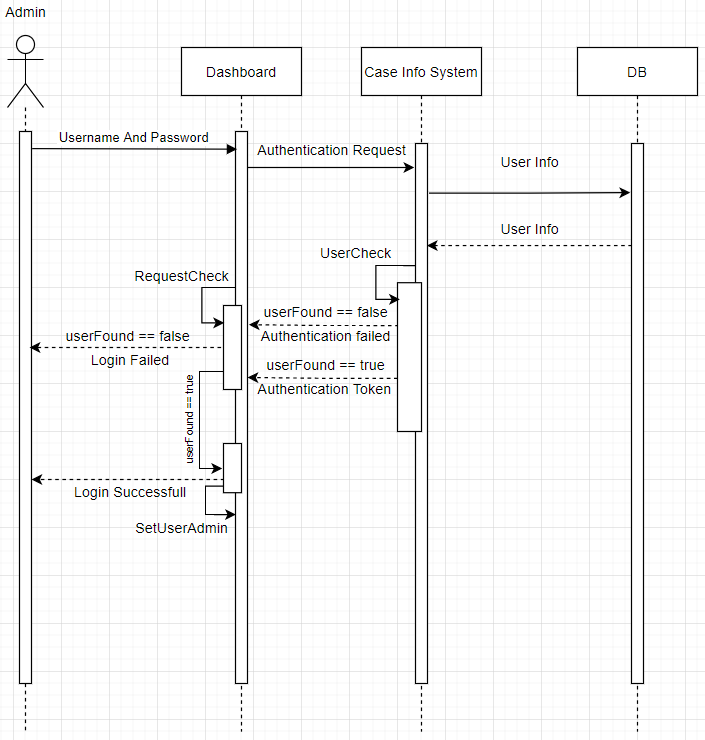 Admin
Dashboard
Case Info System
DB
Username And Password
Authentication Request
User Info
User Info
UserCheck
RequestCheck
userFound == false
Authentication failed
userFound == false
Login Failed
userFound == true
Authentication Token
userFound == true
Login Successfull
SetUserAdmin